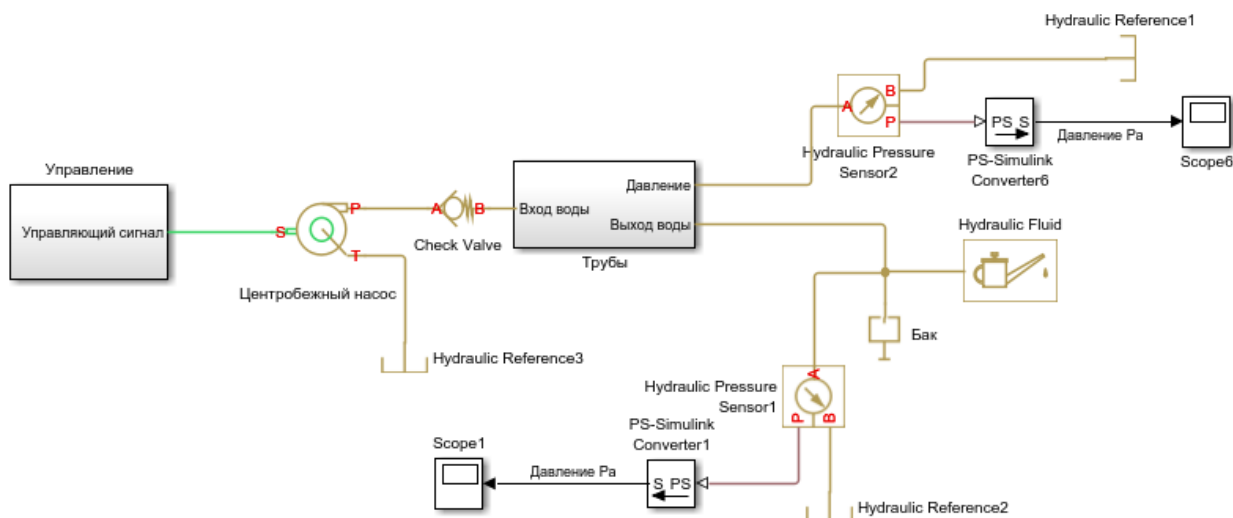 Hydraulic Reference1
B
A
P
PS S
Давление Pa
Hydraulic Pressure
Sensor2
PS-Simulink
Converter6
Scope6
Управление
Управляющий сигнал
S
P
T
A
B
Check Valve
Вход воды
Давление
Выход воды
Трубы
Центробежный насос
Hydraulic Fluid
Бак
Hydraulic Reference3
Hydraulic Pressure
Sensor1
A
P
B
PS-Simulink
Converter1
Scope1
Давление Pa
S PS
Hydraulic Reference2